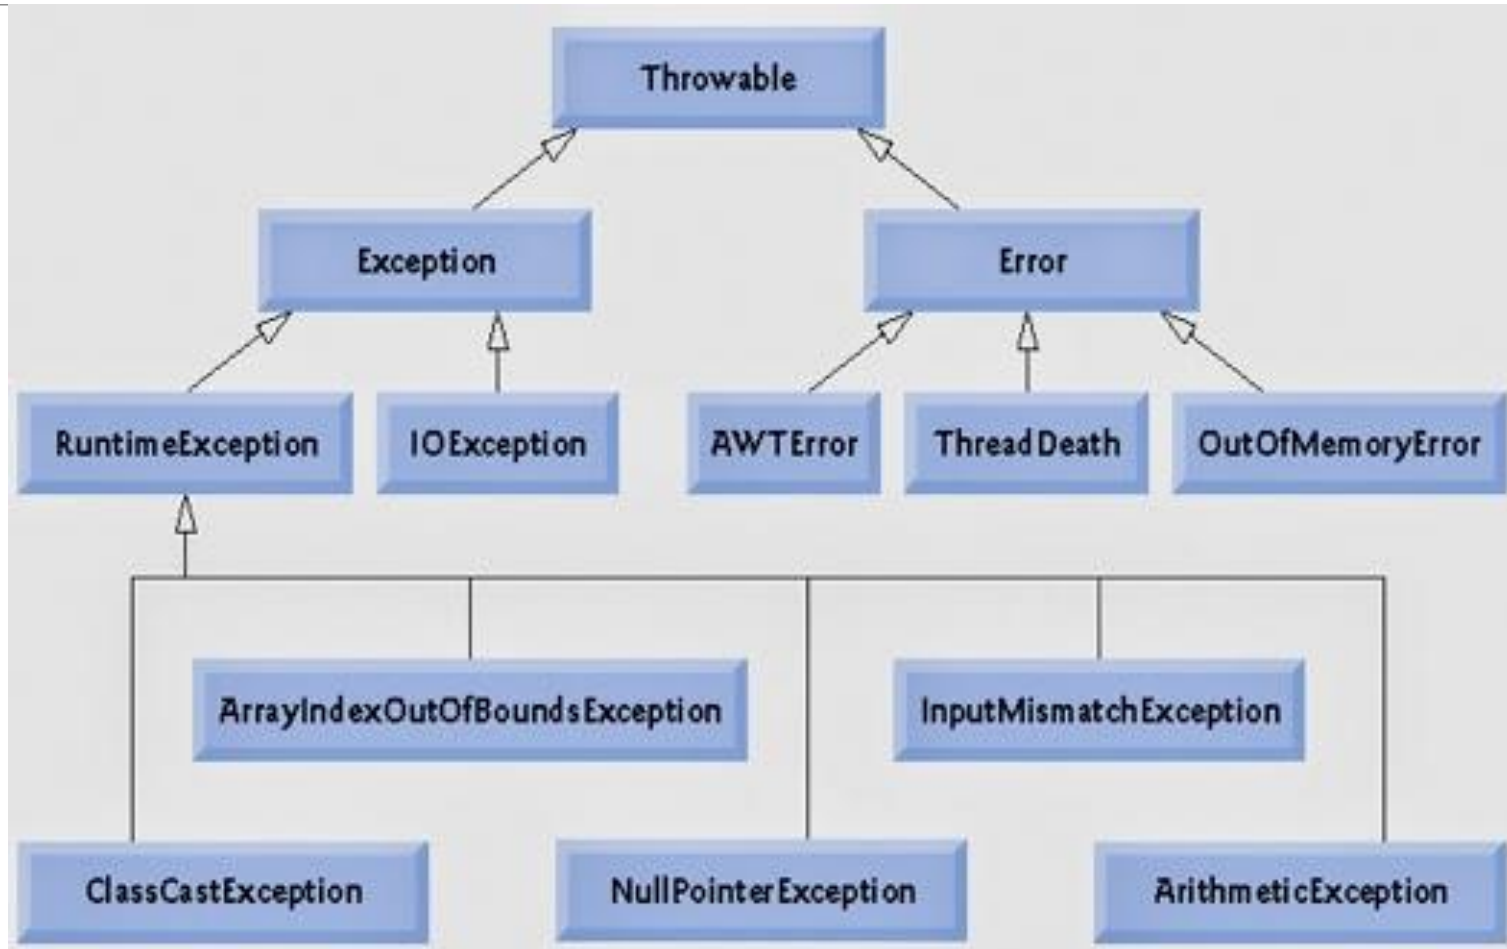 Throwable
Exception
Error
RuntimeException
IOException
AWTError
ThreadDeath
OutOfMemoryError
ArrayIndexOutOfBoundsException
InputMismatchException
ClassCastException
NullPointerException
ArithmeticException